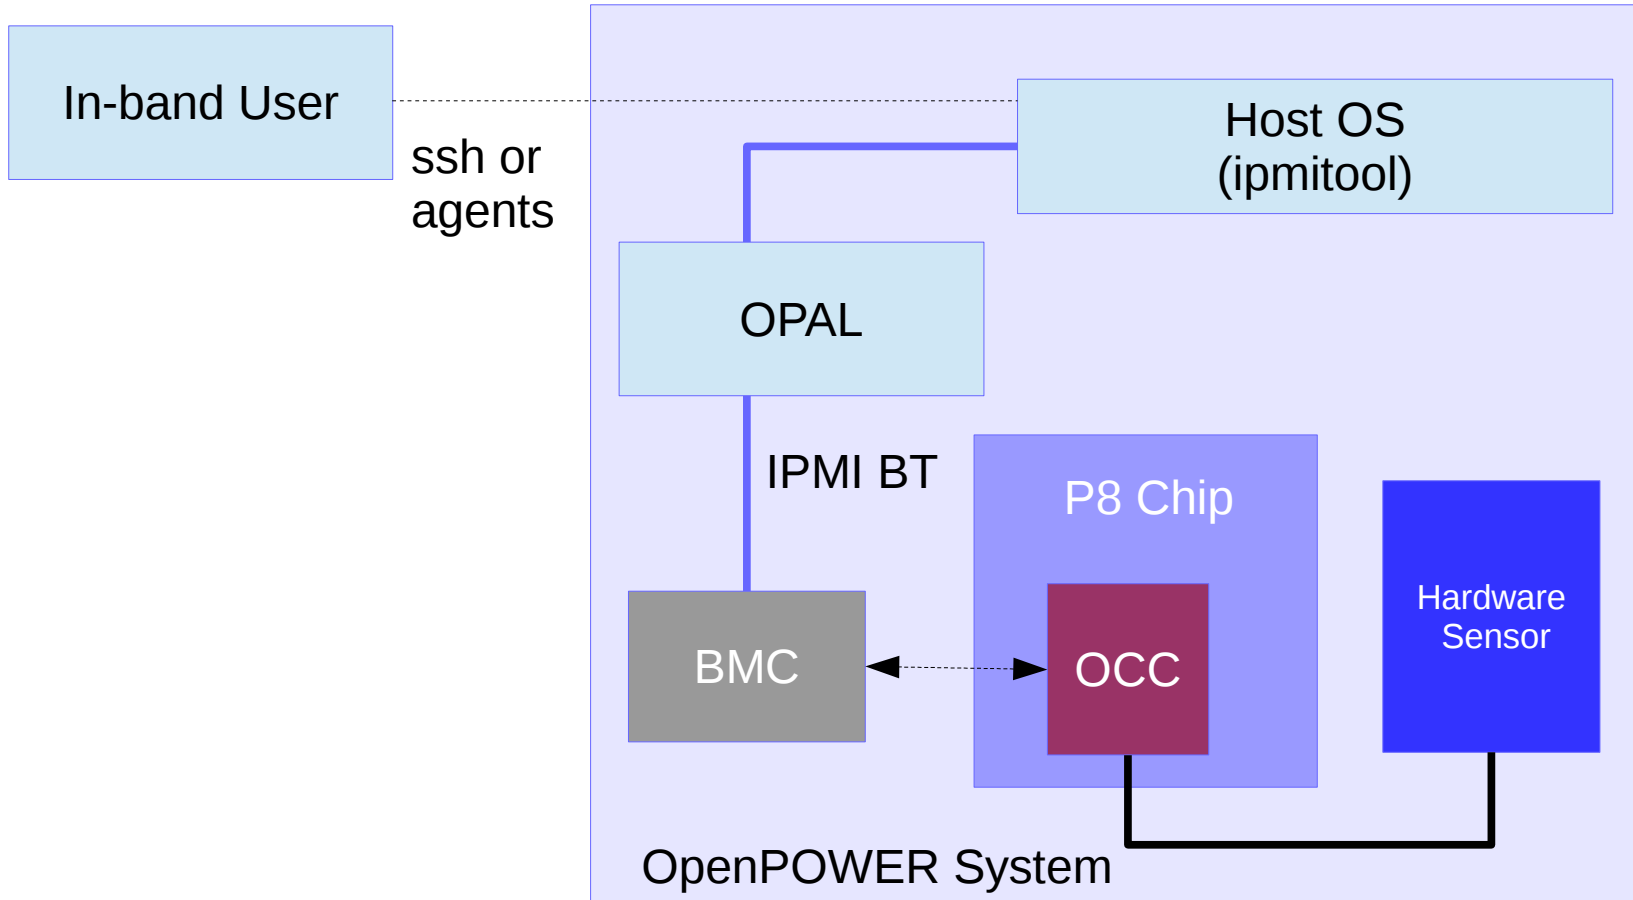 In-band User
ssh or
agents
Host OS
(ipmitool)
OPAL
IPMI BT
P8 Chip
Hardware
Sensor
BMC
OCC
OpenPOWER System